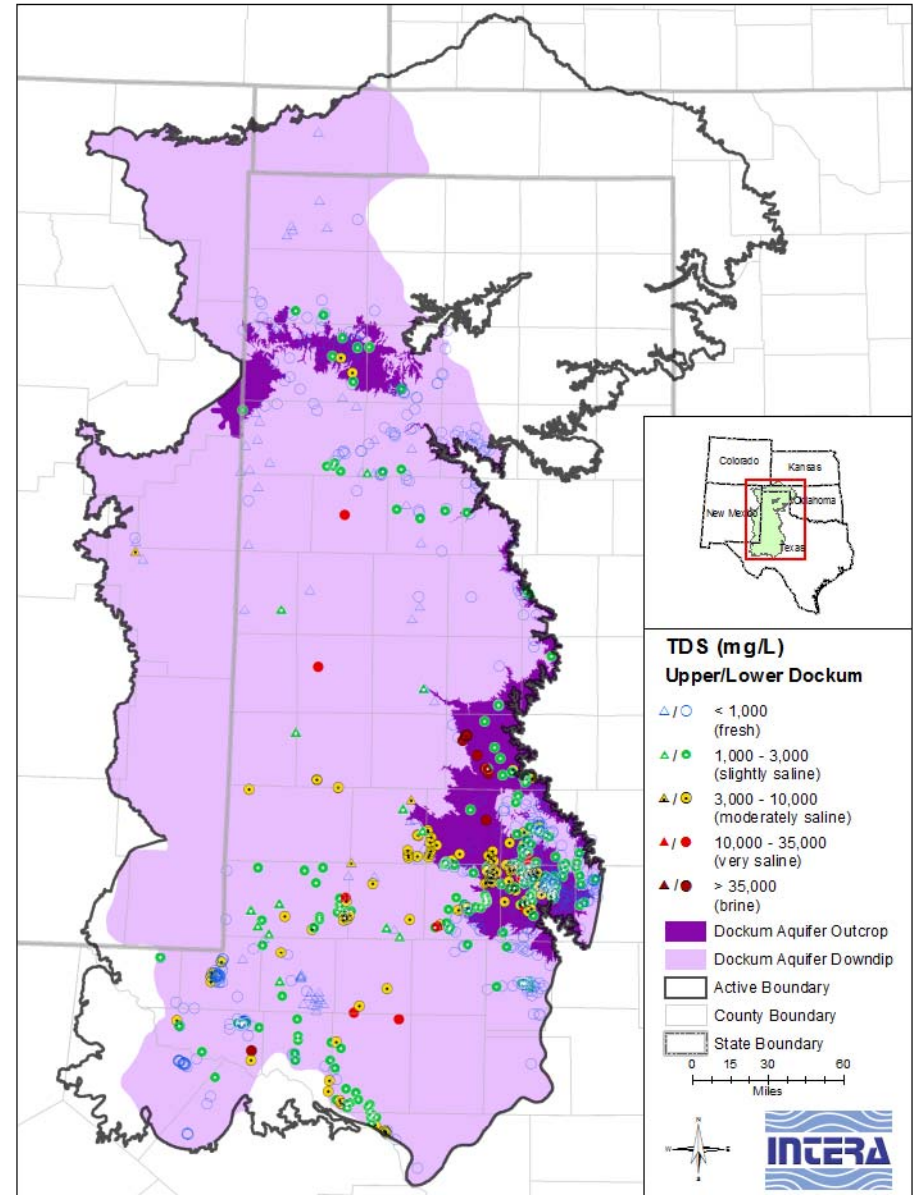 Colorado
Kansas
New Mexico
Oklahoma
Texas
TDS (mg/L)
Upper/Lower Dockum
/ < 1,000
(fresh)
/ 1,000 - 3,000
(slightly saline)
/ 3,000 - 10,000
(moderately saline)
/ 10,000 - 35,000
(very saline)
/ > 35,000
(brine)
Dockum Aquifer Outcrop
Dockum Aquifer Downdip
Active Boundary
County Boundary
State Boundary
0 15 30 60
Miles
N
W E
S
INTERA